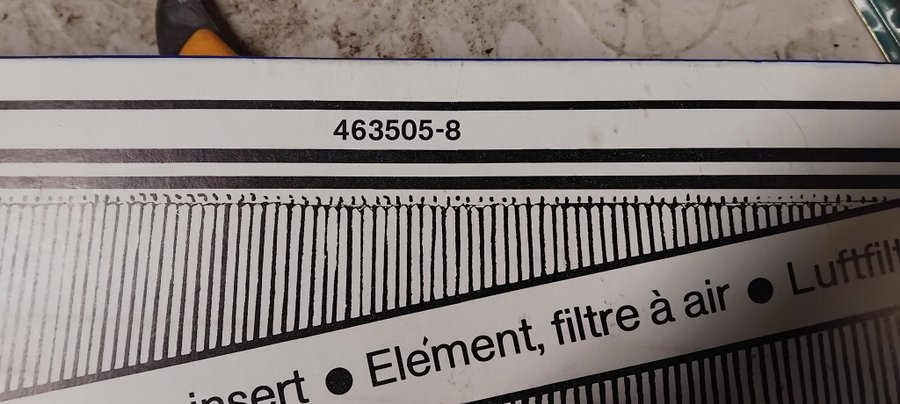 463505-8
insert ● Elément, filtre à air ● Luftfilt